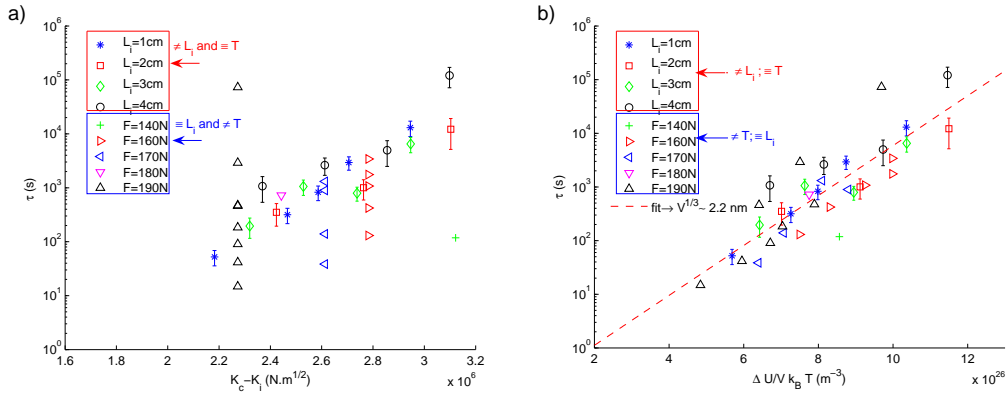 a)
10^6
10^5
10^4
10^3
10^2
10^1
10^0
τ (s)
L_i=1cm
L_i=2cm
L_i=3cm
L_i=4cm
≠ L_i and ≡ T
F=140N
F=160N
F=170N
F=180N
F=190N
≡ L_i and ≠ T
1.6 1.8 2 2.2 2.4 2.6 2.8 3 3.2
K_c−K_i (N.m^{1/2})
x 10^6
b)
10^6
10^5
10^4
10^3
10^2
10^1
10^0
τ (s)
L_i=1cm
L_i=2cm
L_i=3cm
L_i=4cm
≠ L_i ; ≡ T
F=140N
F=160N
F=170N
F=180N
F=190N
≠ T; ≡ L_i
fit→ V^{1/3}∼ 2.2 nm
2 4 6 8 10 12
Δ U/V k_B T (m^{−3})
x 10^{26}